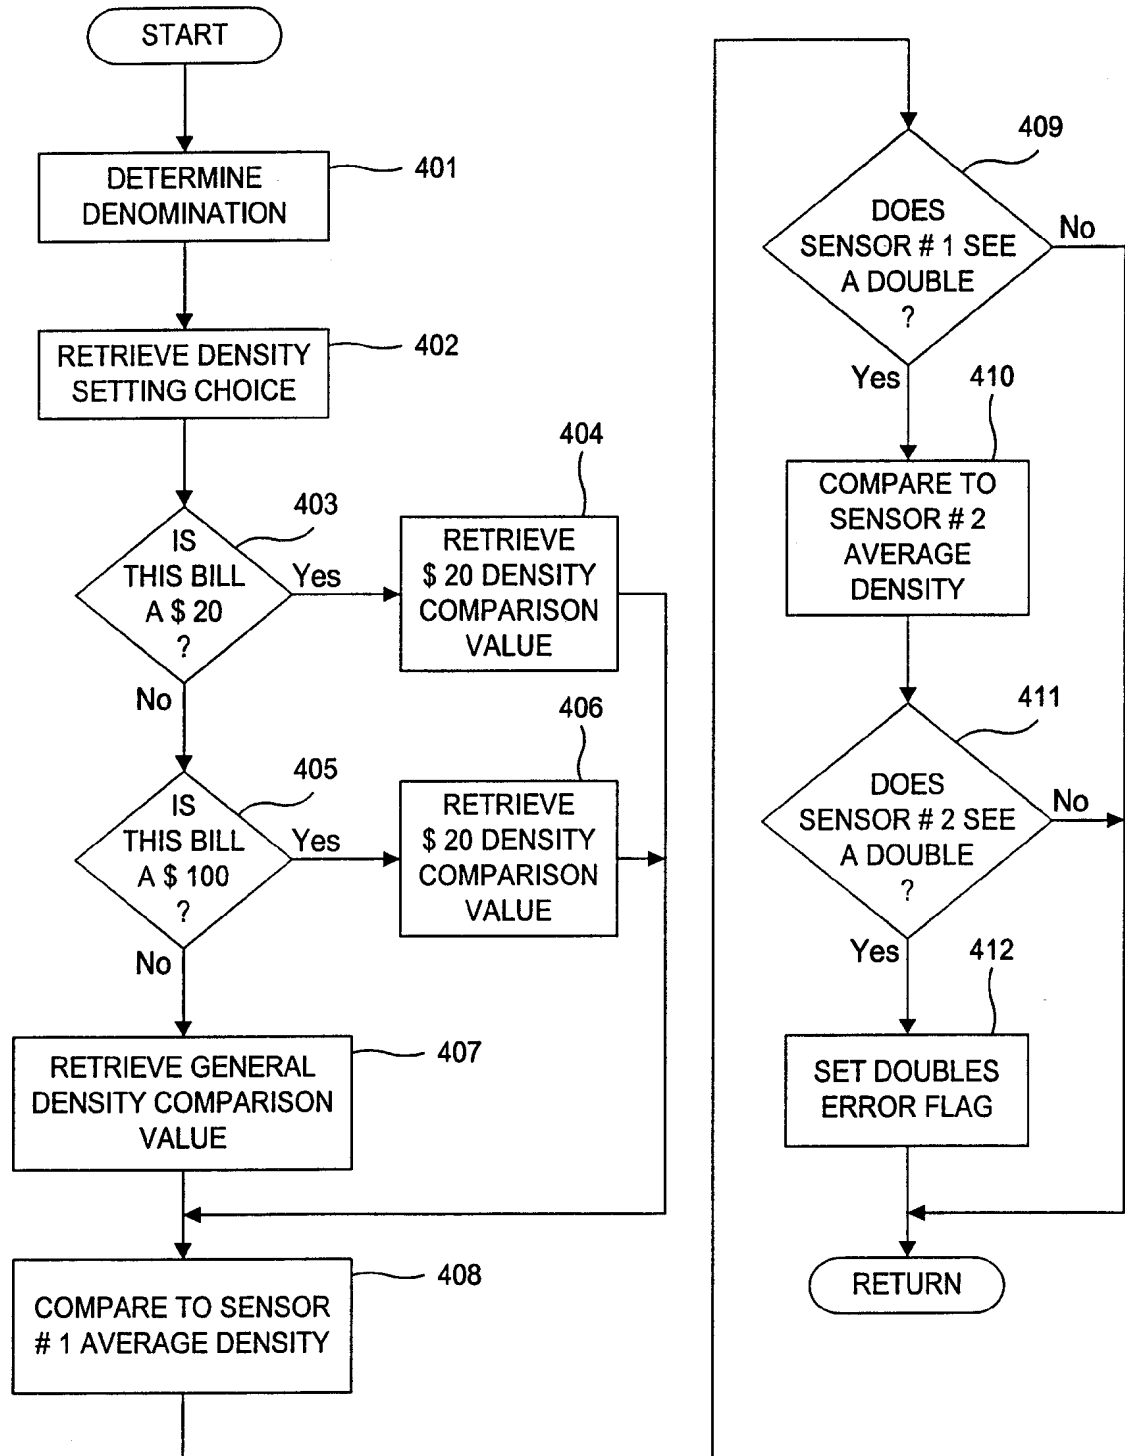 START
401
DETERMINE
DENOMINATION
402
RETRIEVE DENSITY
SETTING CHOICE
403
IS
THIS BILL
A $ 20
?
Yes
No
404
RETRIEVE
$ 20 DENSITY
COMPARISON
VALUE
405
IS
THIS BILL
A $ 100
?
Yes
No
406
RETRIEVE
$ 20 DENSITY
COMPARISON
VALUE
407
RETRIEVE GENERAL
DENSITY COMPARISON
VALUE
408
COMPARE TO SENSOR
# 1 AVERAGE DENSITY
409
DOES
SENSOR # 1 SEE
A DOUBLE
?
No
Yes
410
COMPARE TO
SENSOR # 2
AVERAGE
DENSITY
411
DOES
SENSOR # 2 SEE
A DOUBLE
?
No
Yes
412
SET DOUBLES
ERROR FLAG
RETURN